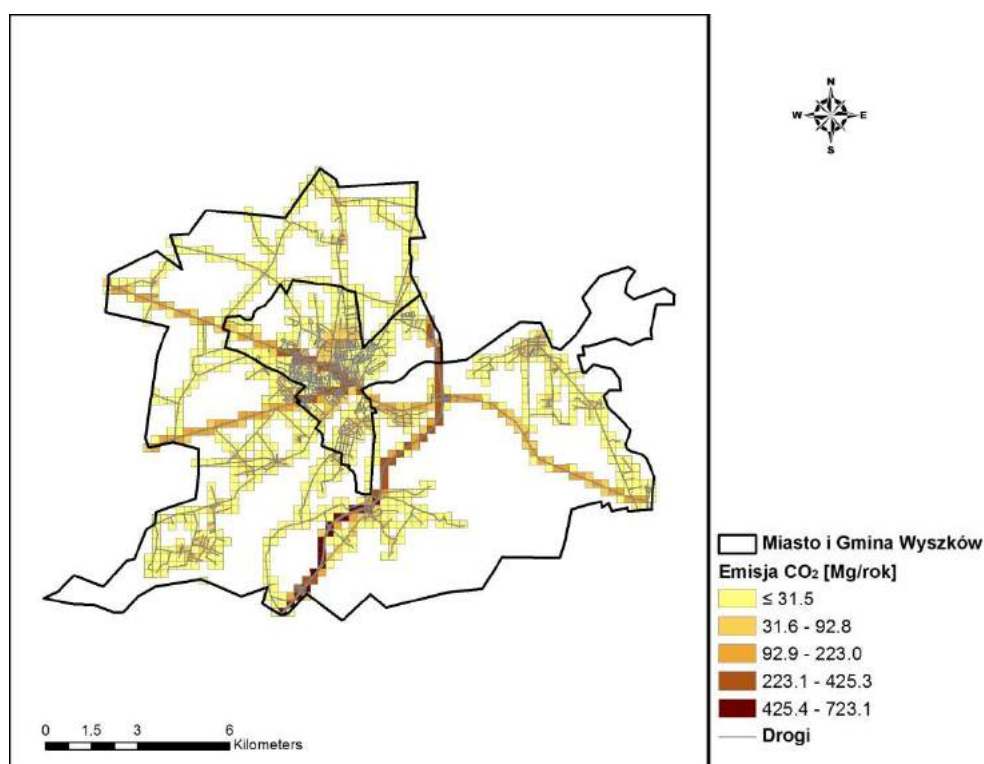 N
W E
S
Miasto i Gmina Wyszków
Emisja CO₂ [Mg/rok]
≤ 31.5
31.6 - 92.8
92.9 - 223.0
223.1 - 425.3
425.4 - 723.1
Drogi
0 1.5 3 6
Kilometers